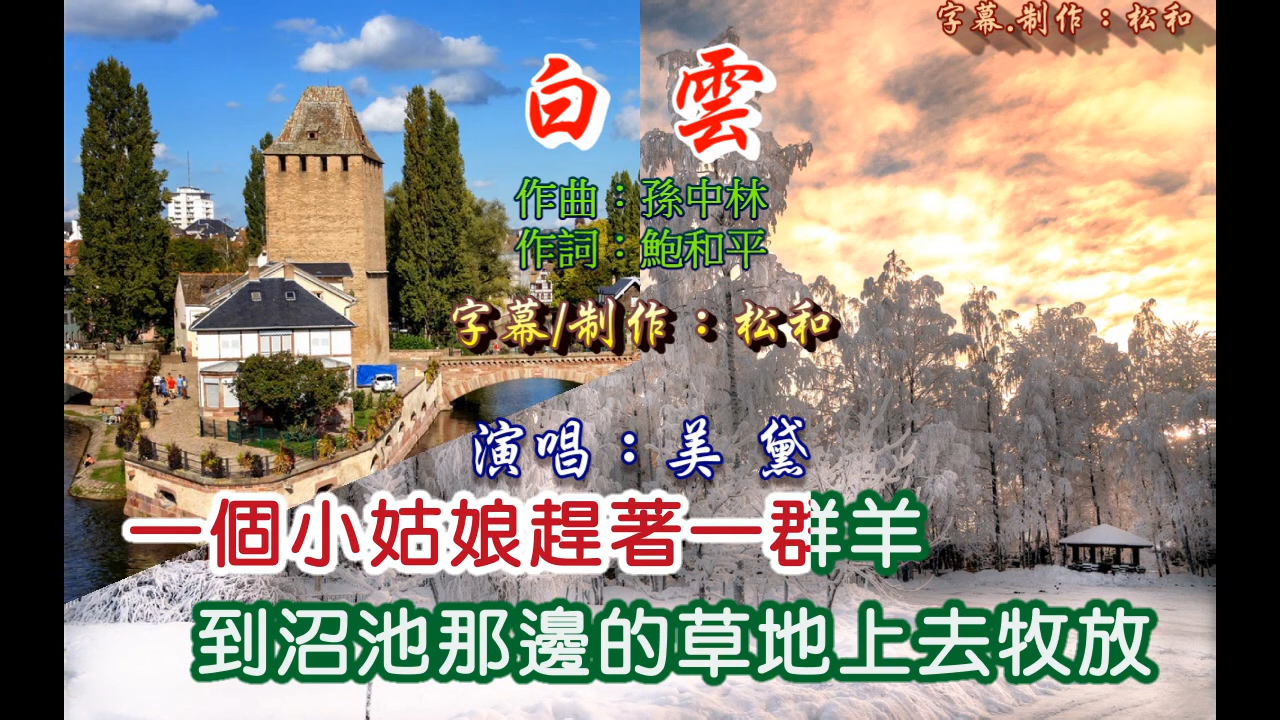 字幕.制作：松和
白雲
作曲：孫中林
作詞：鮑和平
字幕/制作：松和
演唱：美黛
一個小姑娘趕著一群羊
到沼池那邊的草地上去牧放